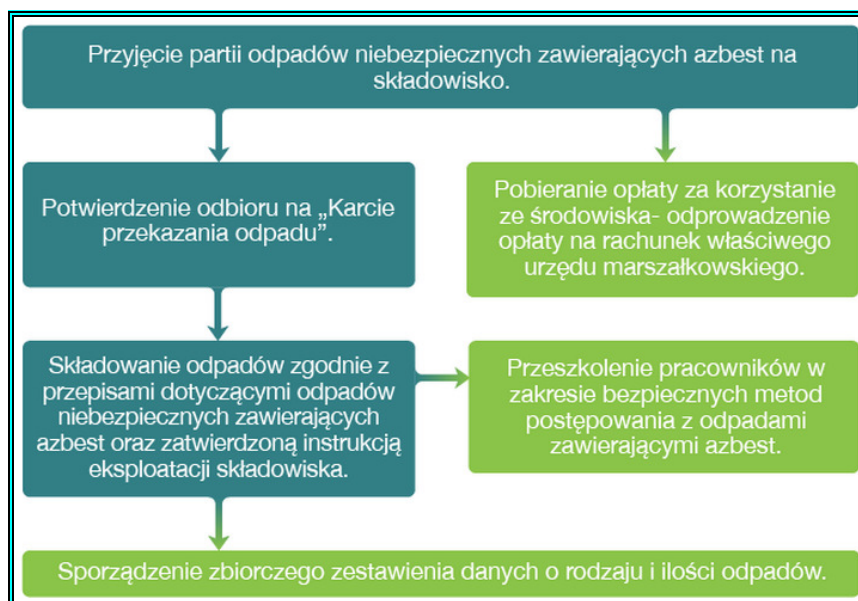 Przyjęcie partii odpadów niebezpiecznych zawierających azbest na
składowisko.
Potwierdzenie odbioru na „Karcie
przekazania odpadu”.
Pobieranie opłaty za korzystanie
ze środowiska- odprowadzenie
opłaty na rachunek właściwego
urzędu marszałkowskiego.
Składowanie odpadów zgodnie z
przepisami dotyczącymi odpadów
niebezpiecznych zawierających
azbest oraz zatwierdzoną instrukcją
eksploatacji składowiska.
Przeszkolenie pracowników w
zakresie bezpiecznych metod
postępowania z odpadami
zawierającymi azbest.
Sporządzenie zbiorczego zestawienia danych o rodzaju i ilości odpadów.